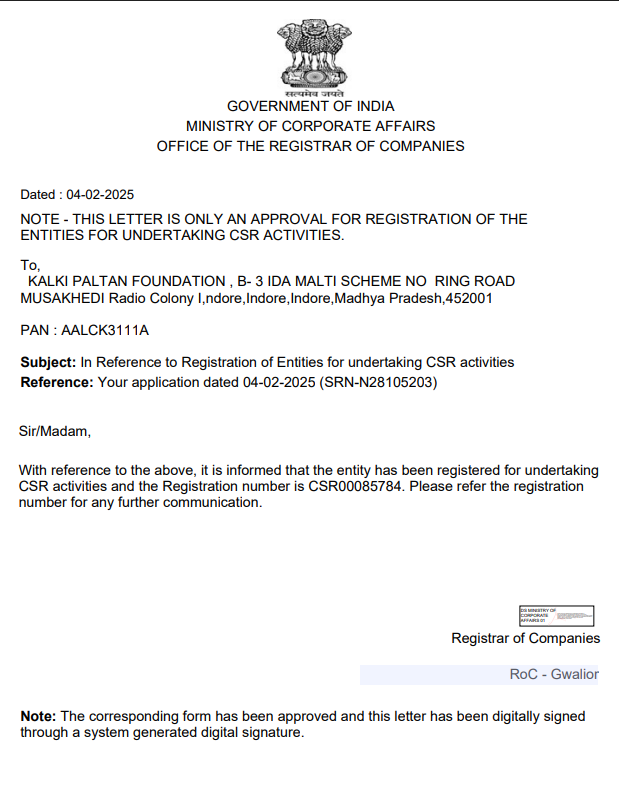 सत्यमेव जयते
GOVERNMENT OF INDIA
MINISTRY OF CORPORATE AFFAIRS
OFFICE OF THE REGISTRAR OF COMPANIES
Dated : 04-02-2025
NOTE - THIS LETTER IS ONLY AN APPROVAL FOR REGISTRATION OF THE
ENTITIES FOR UNDERTAKING CSR ACTIVITIES.
To,
KALKI PALTAN FOUNDATION , B- 3 IDA MALTI SCHEME NO RING ROAD
MUSAKHEDI Radio Colony I,ndore,Indore,Indore,Madhya Pradesh,452001
PAN : AALCK3111A
Subject: In Reference to Registration of Entities for undertaking CSR activities
Reference: Your application dated 04-02-2025 (SRN-N28105203)
Sir/Madam,
With reference to the above, it is informed that the entity has been registered for undertaking
CSR activities and the Registration number is CSR00085784. Please refer the registration
number for any further communication.
DS MINISTRY OF
CORPORATE
AFFAIRS 01
Registrar of Companies
RoC - Gwalior
Note: The corresponding form has been approved and this letter has been digitally signed
through a system generated digital signature.